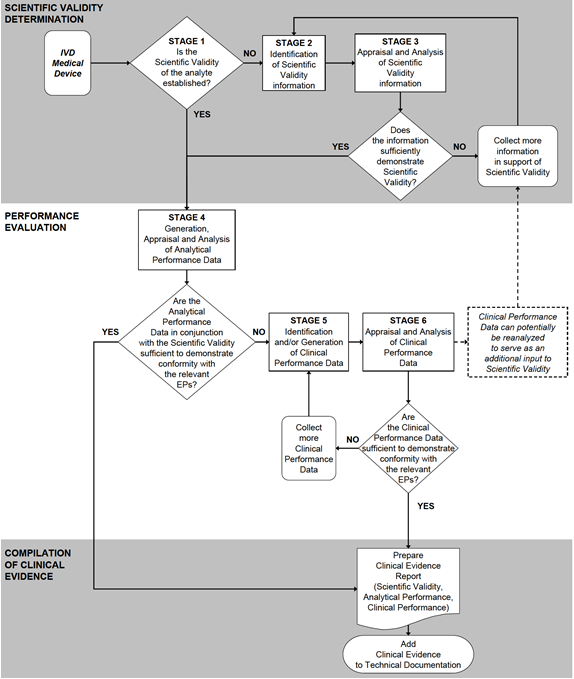 SCIENTIFIC VALIDITY
DETERMINATION
IVD
Medical
Device
STAGE 1
Is the
Scientific Validity
of the analyte
established?
NO
STAGE 2
Identification
of Scientific
Validity
information
STAGE 3
Appraisal and Analysis
of Scientific
Validity
information
YES
YES
Does
the information
sufficiently
demonstrate
Scientific
Validity?
NO
Collect more
information
in support of
Scientific Validity
PERFORMANCE
EVALUATION
STAGE 4
Generation,
Appraisal and Analysis
of Analytical
Performance Data
YES
Are the
Analytical
Performance
Data in conjunction
with the Scientific Validity
sufficient to demonstrate
conformity with
the relevant
EPs?
NO
STAGE 5
Identification
and/or Generation
of Clinical
Performance Data
STAGE 6
Appraisal and Analysis
of Clinical
Performance
Data
Clinical Performance
Data can potentially
be reanalyzed
to serve as an
additional input to
Scientific Validity
Collect
more
Clinical
Performance
Data
NO
Are
the Clinical
Performance Data
sufficient to demonstrate
conformity with
the relevant
EPs?
YES
COMPILATION
OF CLINICAL
EVIDENCE
Prepare
Clinical Evidence
Report
(Scientific Validity,
Analytical Performance,
Clinical Performance)
Add
Clinical Evidence
to Technical Documentation